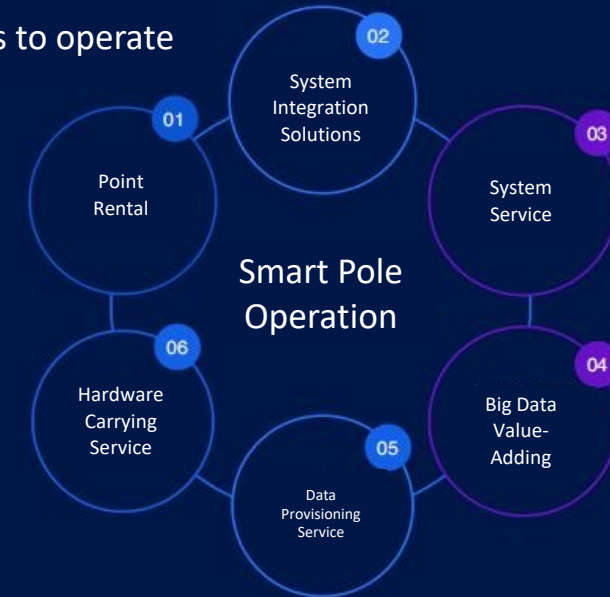 s to operate
02
System
Integration
Solutions
01
Point
Rental
03
System
Service
Smart Pole
Operation
06
Hardware
Carrying
Service
04
Big Data
Value-
Adding
05
Data
Provisioning
Service